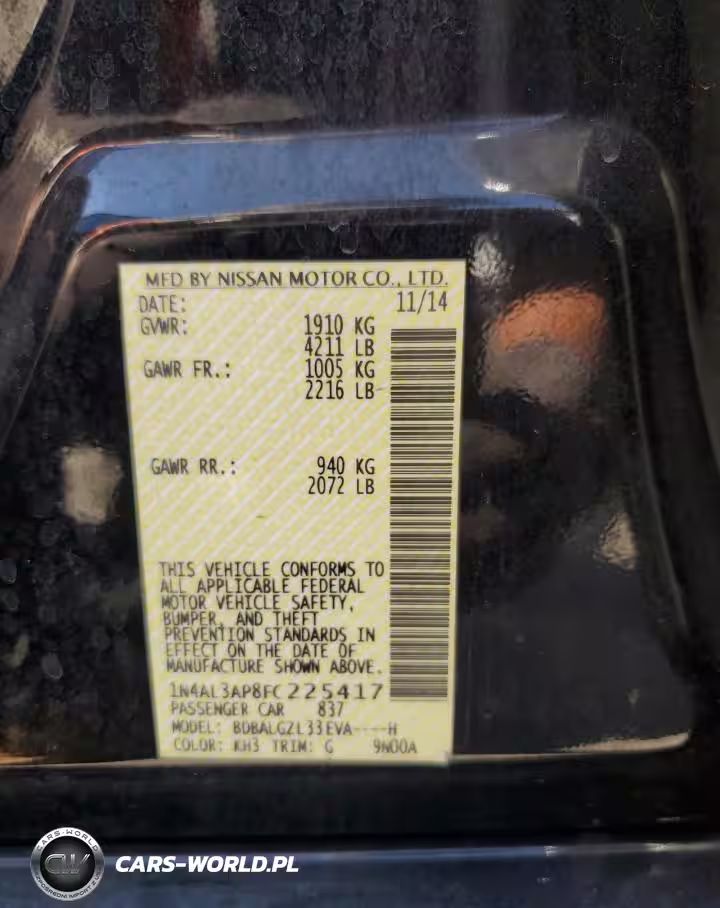 MFD BY NISSAN MOTOR CO., LTD.
DATE: 11/14
GVWR: 1910 KG
4211 LB
GAWR FR.: 1005 KG
2216 LB
GAWR RR.: 940 KG
2072 LB
THIS VEHICLE CONFORMS TO
ALL APPLICABLE FEDERAL
MOTOR VEHICLE SAFETY,
BUMPER, AND THEFT
PREVENTION STANDARDS IN
EFFECT ON THE DATE OF
MANUFACTURE SHOWN ABOVE.
1N4AL3AP8FC225417
PASSENGER CAR 837
MODEL: BDBALGZL33EVA----H
COLOR: KH3 TRIM: G 9N00A
CARS-WORLD
CW
CARS-WORLD.PL